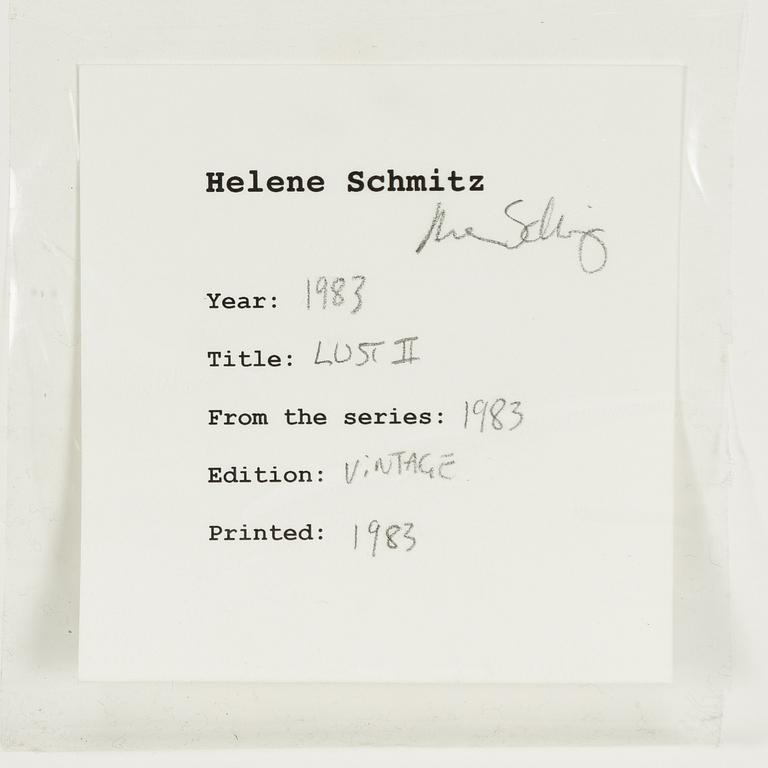 Helene Schmitz
Year: 1983
Title: LUST II
From the series: 1983
Edition: ViNTAGE
Printed: 1983